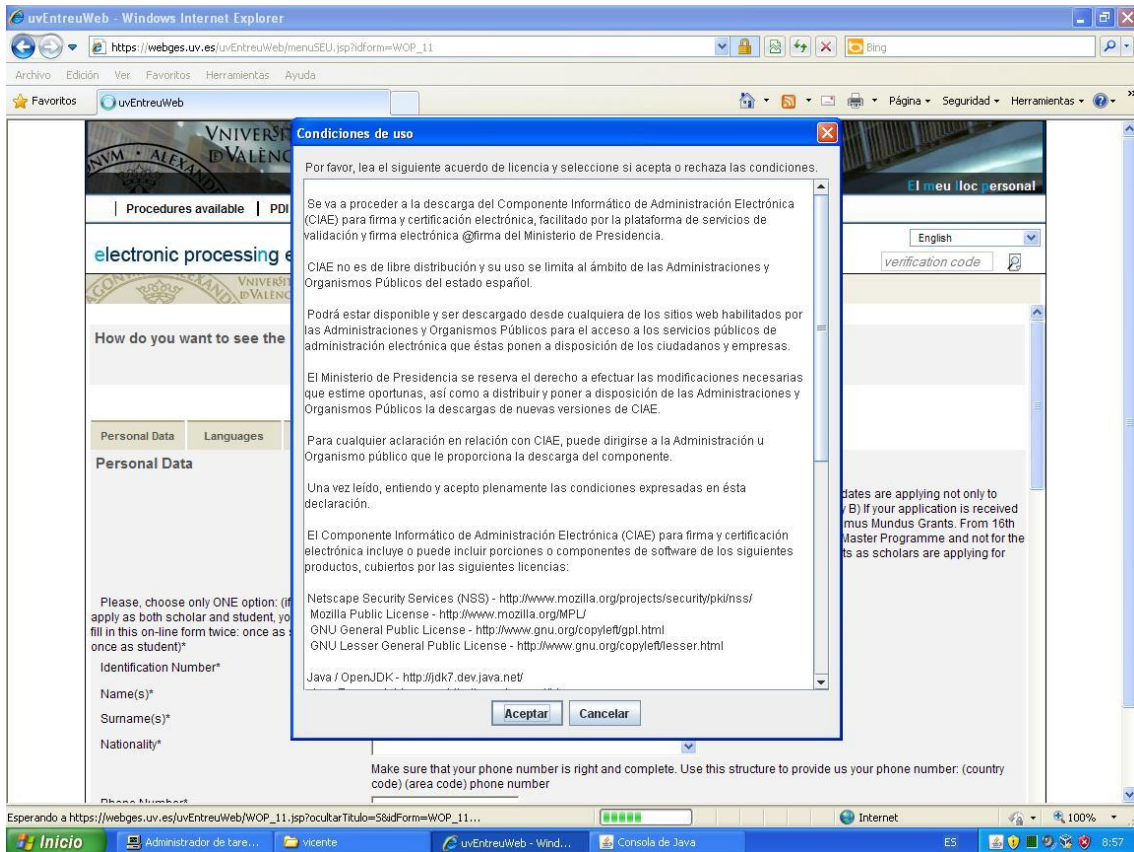 uvEntreuWeb - Windows Internet Explorer
https://webges.uv.es/uvEntreuWeb/menuSEU.jsp?idform=WOP_11
Bing
Archivo Edición Ver Favoritos Herramientas Ayuda
Favoritos
uvEntreuWeb
Página
Seguridad
Herramientas
VNIVERSI
ID VALÈNC
El meu lloc personal
Procedures available
PDI
electronic processing e
English
verification code
VNIVERSI
ID VALÈNC
How do you want to see the
Personal Data
Languages
Personal Data
dates are applying not only to
y B) If your application is received
mus Mundus Grants. From 16th
Master Programme and not for the
ts as scholars are applying for
Please, choose only ONE option: (if
apply as both scholar and student, yo
fill in this on-line form twice: once as s
once as student)*
Identification Number*
Name(s)*
Surname(s)*
Nationality*
Make sure that your phone number is right and complete. Use this structure to provide us your phone number: (country
code) (area code) phone number
Condiciones de uso
Por favor, lea el siguiente acuerdo de licencia y seleccione si acepta o rechaza las condiciones.
Se va a proceder a la descarga del Componente Informático de Administración Electrónica
(CIAE) para firma y certificación electrónica, facilitado por la plataforma de servicios de
validación y firma electrónica @firma del Ministerio de Presidencia.
CIAE no es de libre distribución y su uso se limita al ámbito de las Administraciones y
Organismos Públicos del estado español.
Podrá estar disponible y ser descargado desde cualquiera de los sitios web habilitados por
las Administraciones y Organismos Públicos para el acceso a los servicios públicos de
administración electrónica que éstas ponen a disposición de los ciudadanos y empresas.
El Ministerio de Presidencia se reserva el derecho a efectuar las modificaciones necesarias
que estime oportunas, así como a distribuir y poner a disposición de las Administraciones y
Organismos Públicos la descargas de nuevas versiones de CIAE.
Para cualquier aclaración en relación con CIAE, puede dirigirse a la Administración u
Organismo público que le proporciona la descarga del componente.
Una vez leído, entiendo y acepto plenamente las condiciones expresadas en ésta
declaración.
El Componente Informático de Administración Electrónica (CIAE) para firma y certificación
electrónica incluye o puede incluir porciones o componentes de software de los siguientes
productos, cubiertos por las siguientes licencias:
Netscape Security Services (NSS) - http://www.mozilla.org/projects/security/pki/nss/
Mozilla Public License - http://www.mozilla.org/MPL/
GNU General Public License - http://www.gnu.org/copyleft/gpl.html
GNU Lesser General Public License - http://www.gnu.org/copyleft/lesser.html
Java / OpenJDK - http://jdk7.dev.java.net/
Aceptar
Cancelar
Esperando a https://webges.uv.es/uvEntreuWeb/WOP_11.jsp?ocultarTitulo=S&idForm=WOP_11...
Internet
100%
Inicio
Administrador de tare...
vicente
uvEntreuWeb - Wind...
Consola de Java
ES
8:57